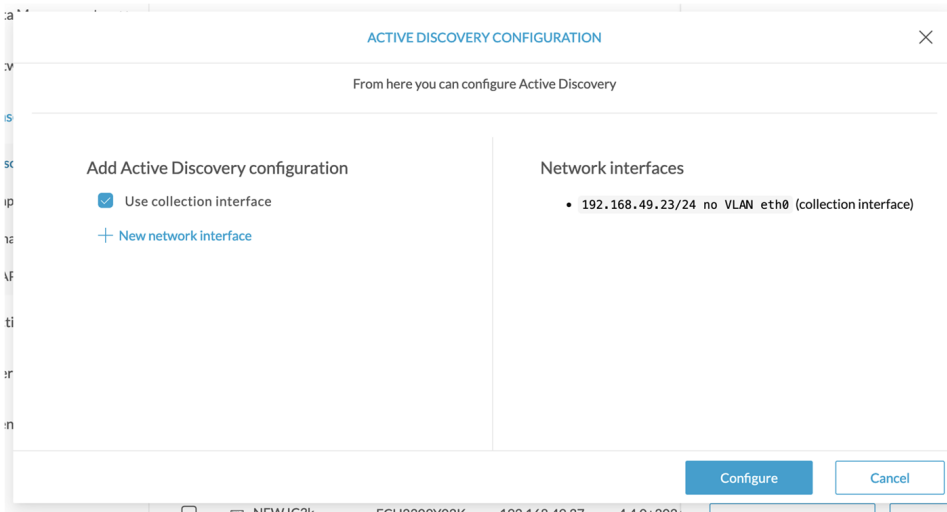 ACTIVE DISCOVERY CONFIGURATION
From here you can configure Active Discovery
Add Active Discovery configuration
Use collection interface
New network interface
Network interfaces
• 192.168.49.23/24 no VLAN eth0 (collection interface)
Configure
Cancel